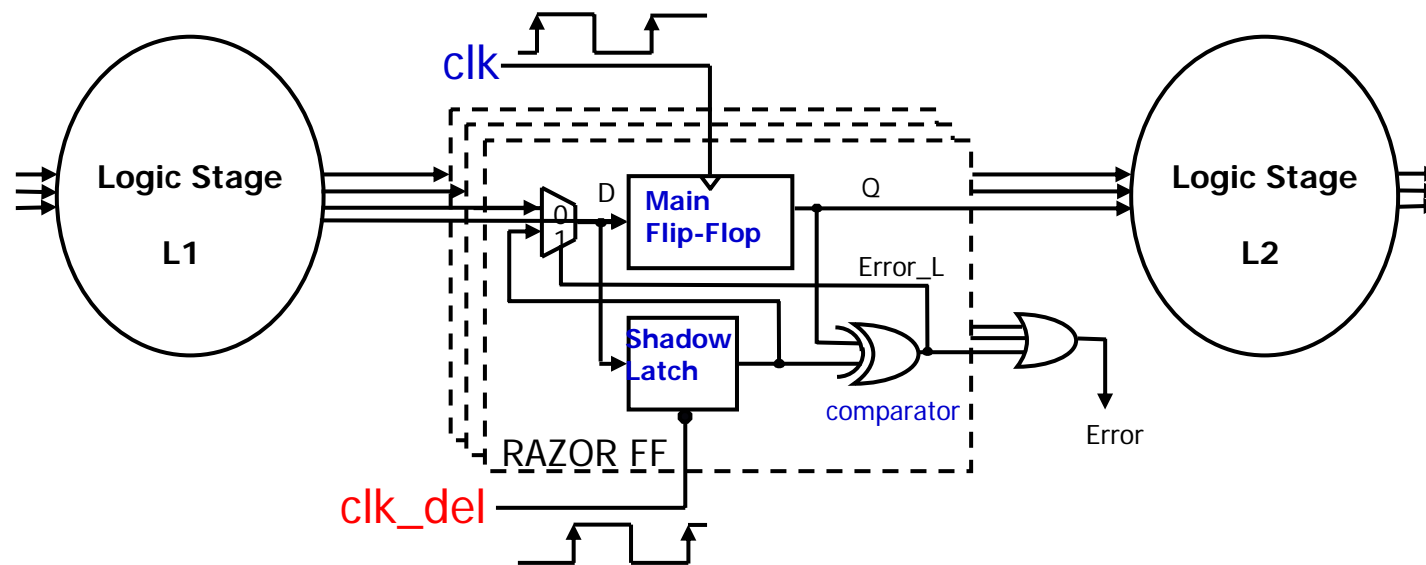 clk
Logic Stage
L1
0
1
D
Main
Flip-Flop
Q
Error_L
Shadow
Latch
comparator
RAZOR FF
clk_del
Error
Logic Stage
L2